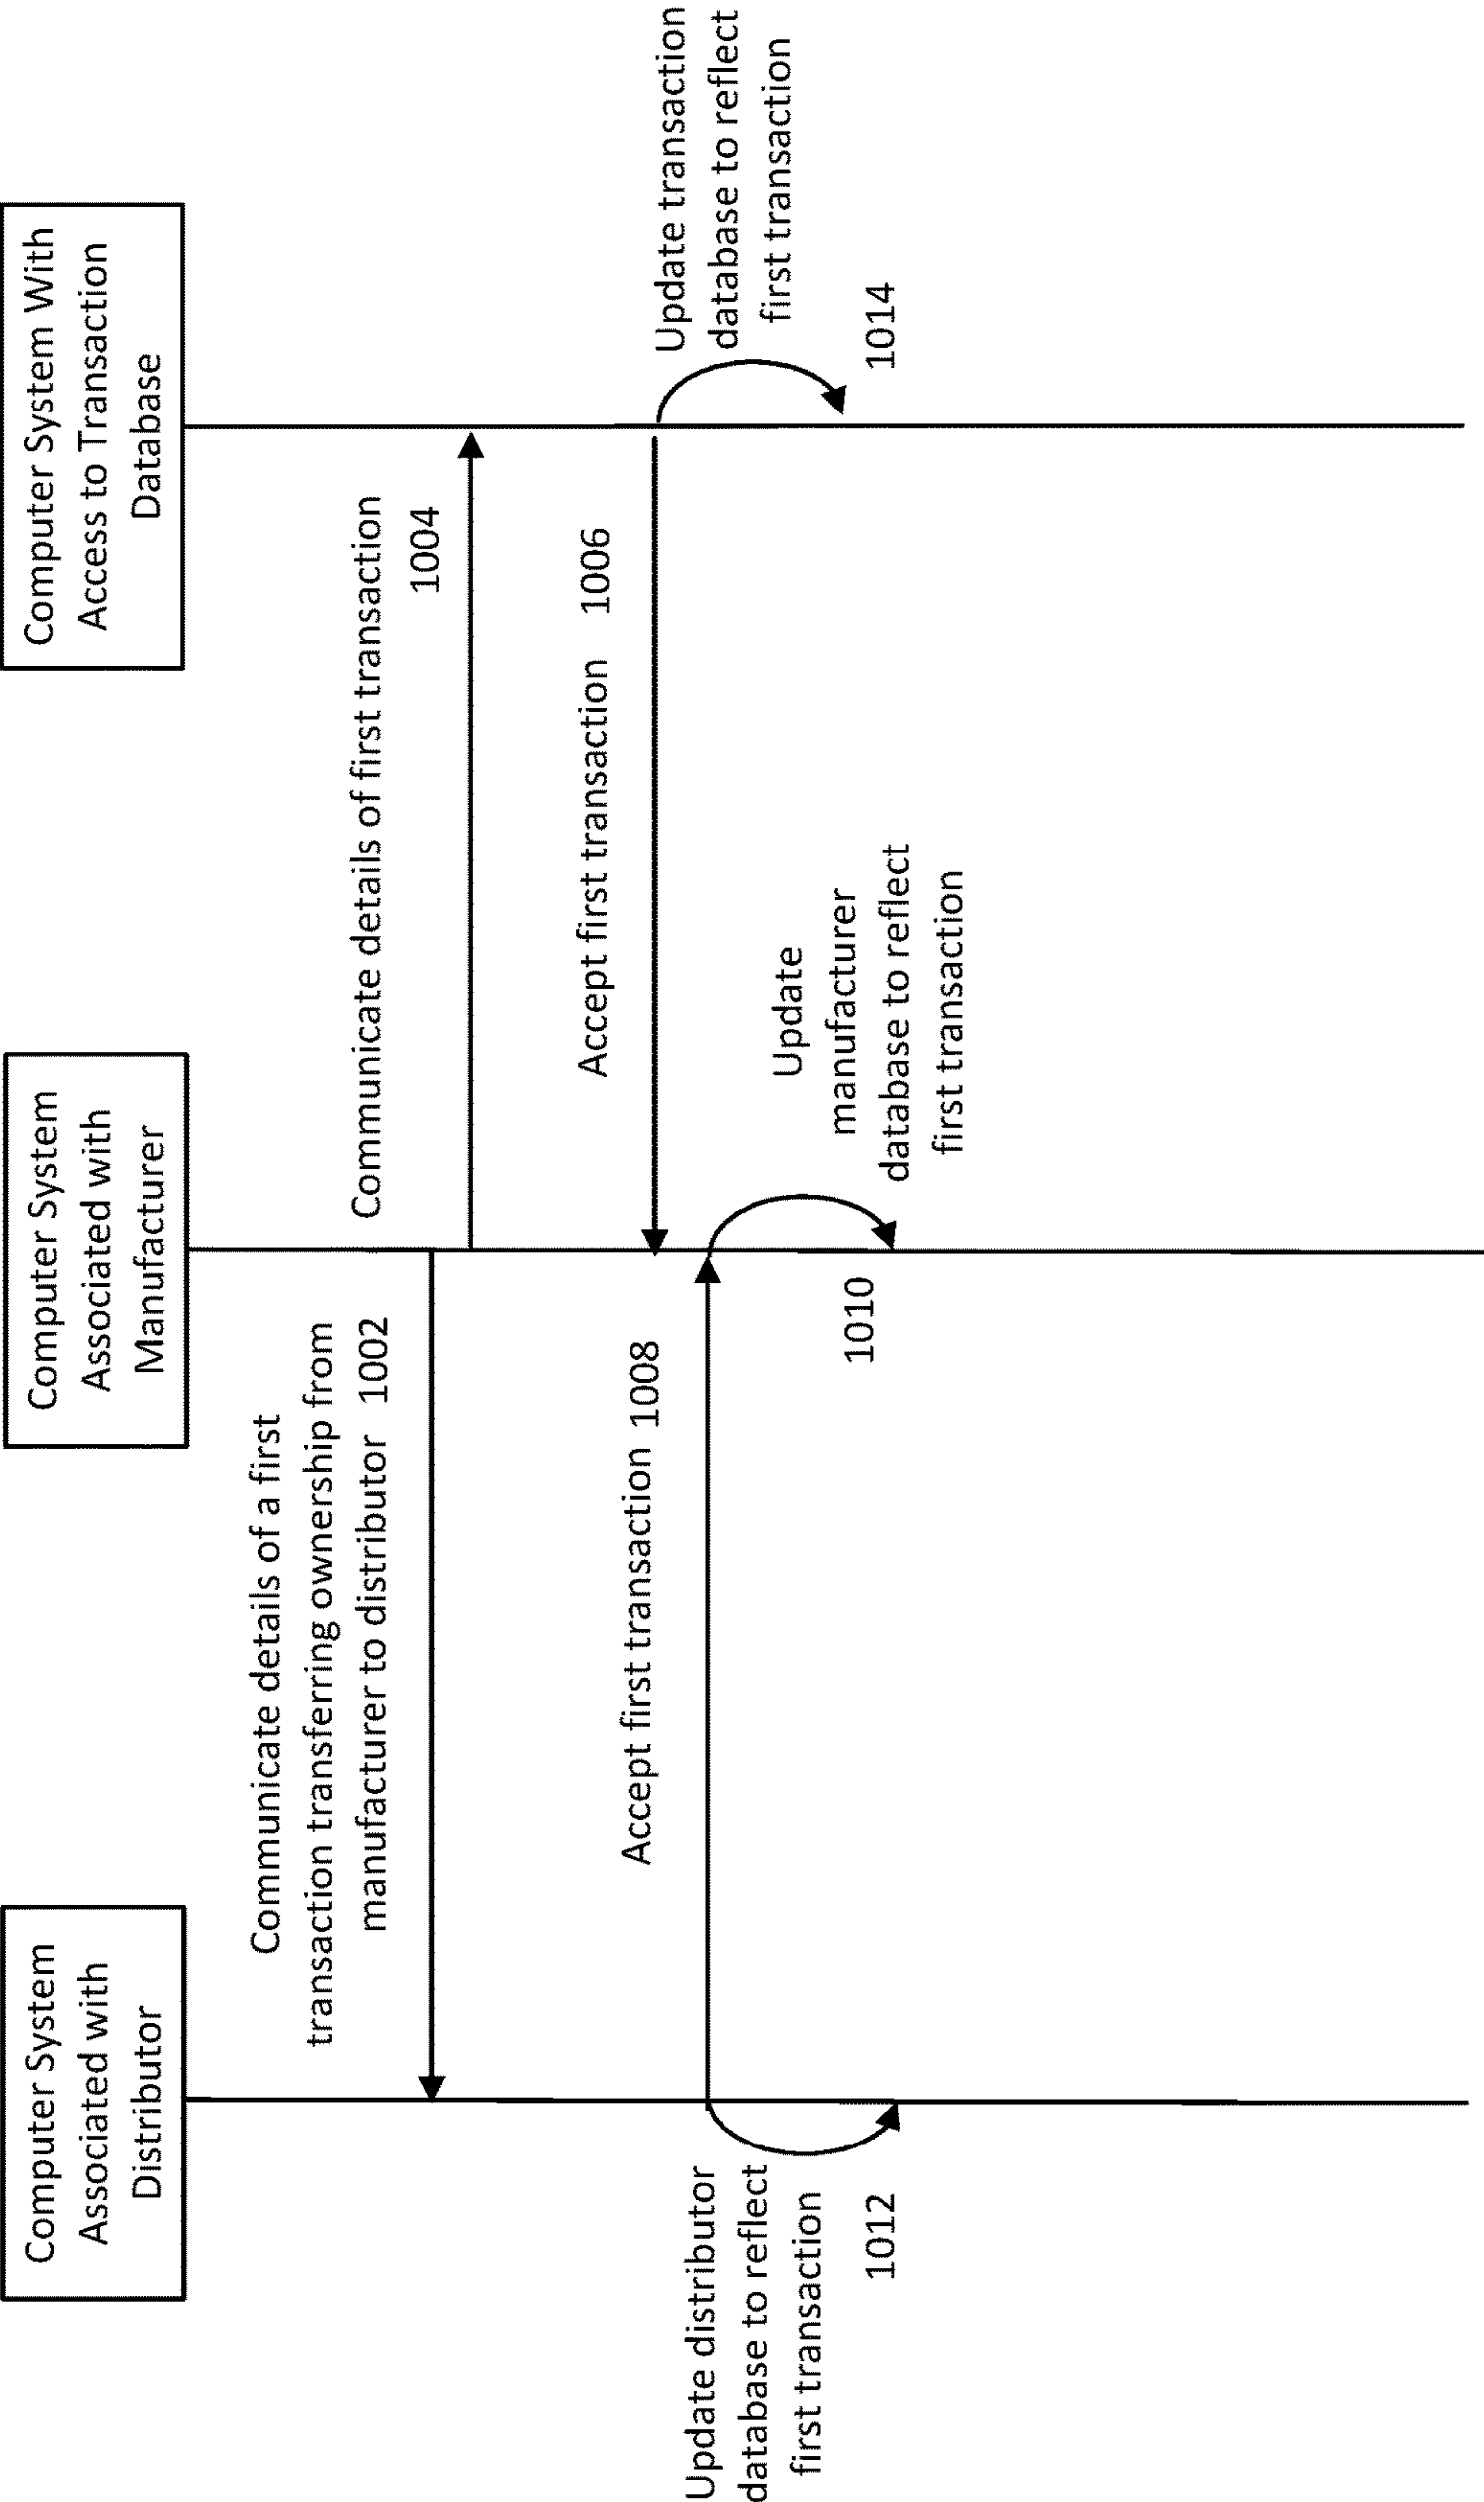 Computer System
Associated with
Distributor
Computer System
Associated with
Manufacturer
Computer System With
Access to Transaction
Database
Communicate details of a first
transaction transferring ownership from
manufacturer to distributor 1002
Communicate details of first transaction
1004
Accept first transaction 1006
Accept first transaction 1008
Update
manufacturer
database to reflect
first transaction
1010
Update distributor
database to reflect
first transaction
1012
Update transaction
database to reflect
first transaction
1014